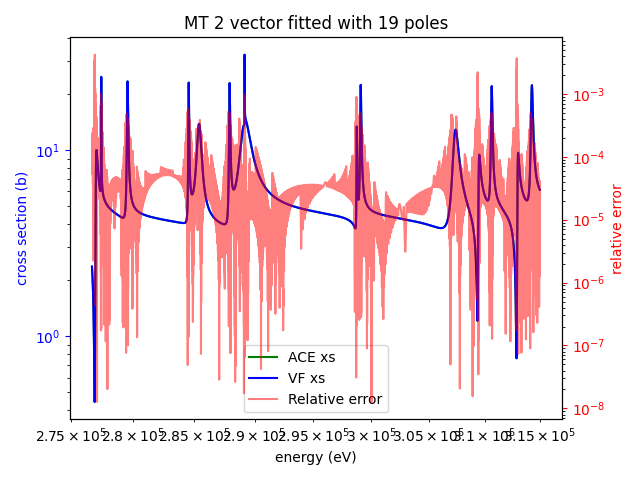 MT 2 vector fitted with 19 poles
cross section (b)
10¹
10⁰
ACE xs
VF xs
Relative error
10⁻³
10⁻⁴
10⁻⁵
10⁻⁶
10⁻⁷
10⁻⁸
relative error
2.75 × 10⁵ 2.8 × 10⁵ 2.85 × 10⁵ 2.9 × 10⁵ 2.95 × 10⁵ 3 × 10⁵ 3.05 × 10⁵ 3.1 × 10⁵ 3.15 × 10⁵
energy (eV)